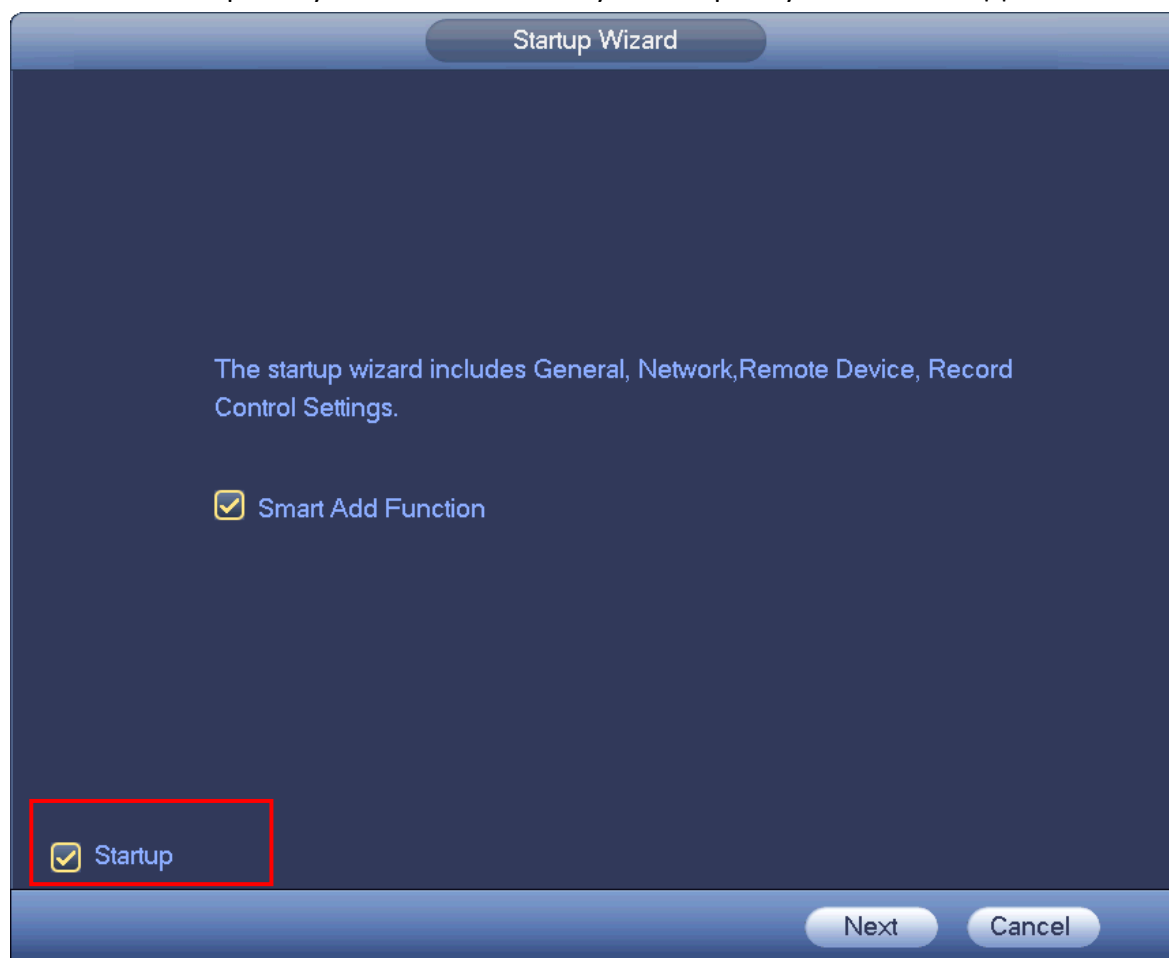 Startup Wizard
The startup wizard includes General, Network,Remote Device, Record
Control Settings.
Smart Add Function
Startup
Next
Cancel